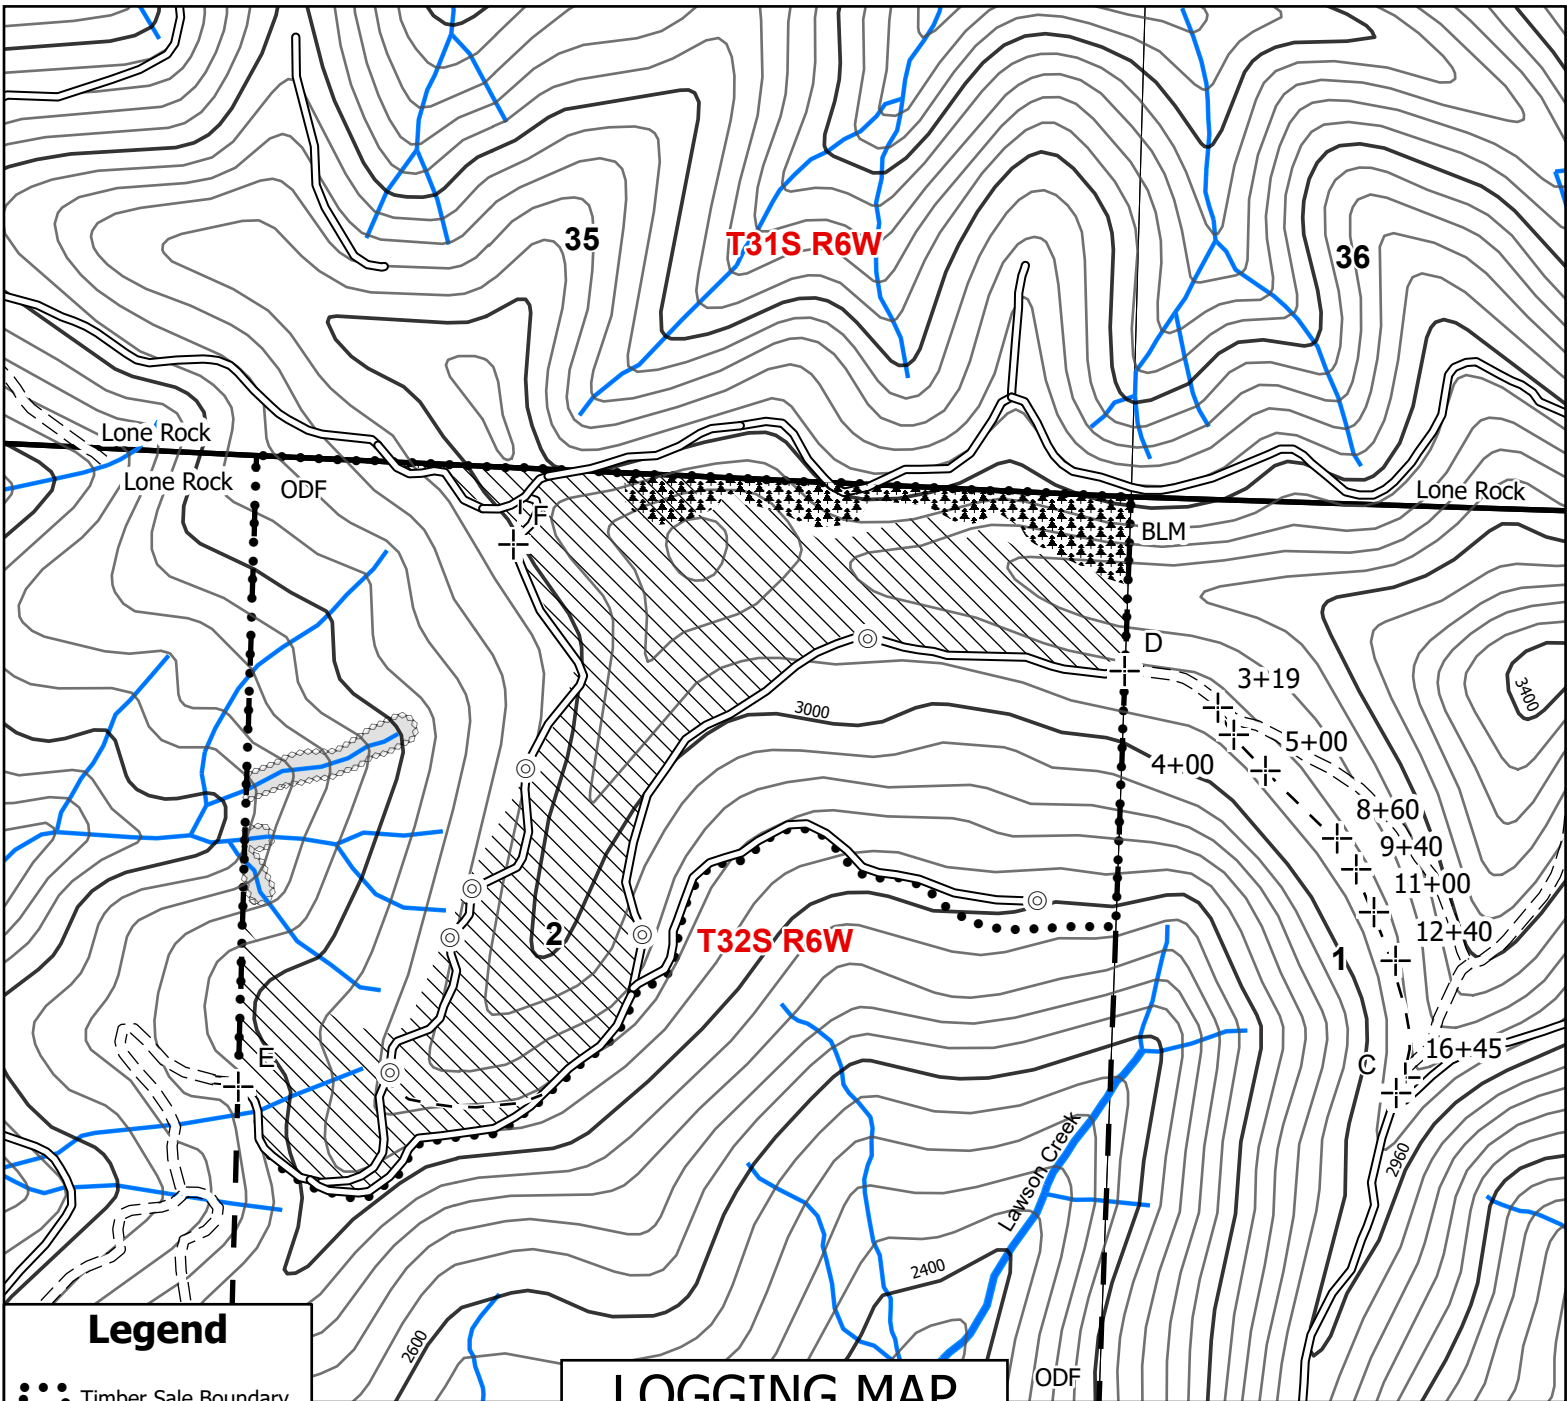 35
T31S R6W
36
Lone Rock
Lone Rock
ODF
Lone Rock
F
BLM
D
3+19
3400
3000
5+00
4+00
8+60
9+40
11+00
12+40
2
T32S R6W
1
E
C
16+45
Lawson Creek
2960
2400
2600
Legend
Timber Sale Boundary
LOGGING MAP
ODF